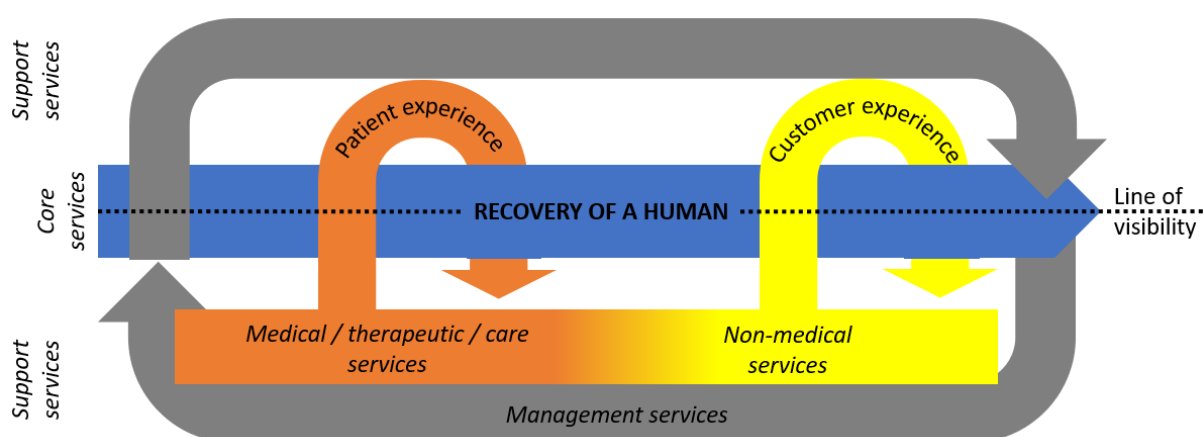 Support
services
Patient experience
Customer experience
Core
services
RECOVERY OF A HUMAN
Line of
visibility
Support
services
Medical / therapeutic / care
services
Non-medical
services
Management services